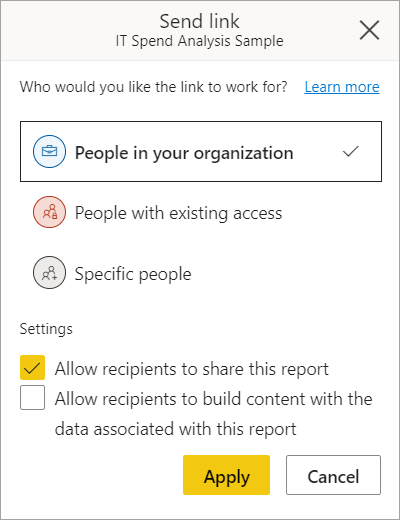 Send link
IT Spend Analysis Sample
Who would you like the link to work for? Learn more
People in your organization
People with existing access
Specific people
Settings
Allow recipients to share this report
Allow recipients to build content with the
data associated with this report
Apply Cancel